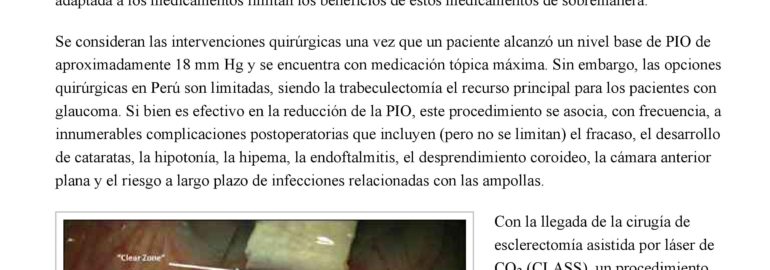 adaptada a los medicamentos limitan los beneficios de estos medicamentos de sobremanera.
Se consideran las intervenciones quirúrgicas una vez que un paciente alcanzó un nivel base de PIO de
aproximadamente 18 mm Hg y se encuentra con medicación tópica máxima. Sin embargo, las opciones
quirúrgicas en Perú son limitadas, siendo la trabeculectomía el recurso principal para los pacientes con
glaucoma. Si bien es efectivo en la reducción de la PIO, este procedimiento se asocia, con frecuencia, a
innumerables complicaciones postoperatorias que incluyen (pero no se limitan) el fracaso, el desarrollo
de cataratas, la hipotonía, la hipema, la endoftalmitis, el desprendimiento coroideo, la cámara anterior
plana y el riesgo a largo plazo de infecciones relacionadas con las ampollas.
"Clear Zone"
Con la llegada de la cirugía de
esclerectomía asistida por láser de
CO₂ (CLASS), un procedimiento